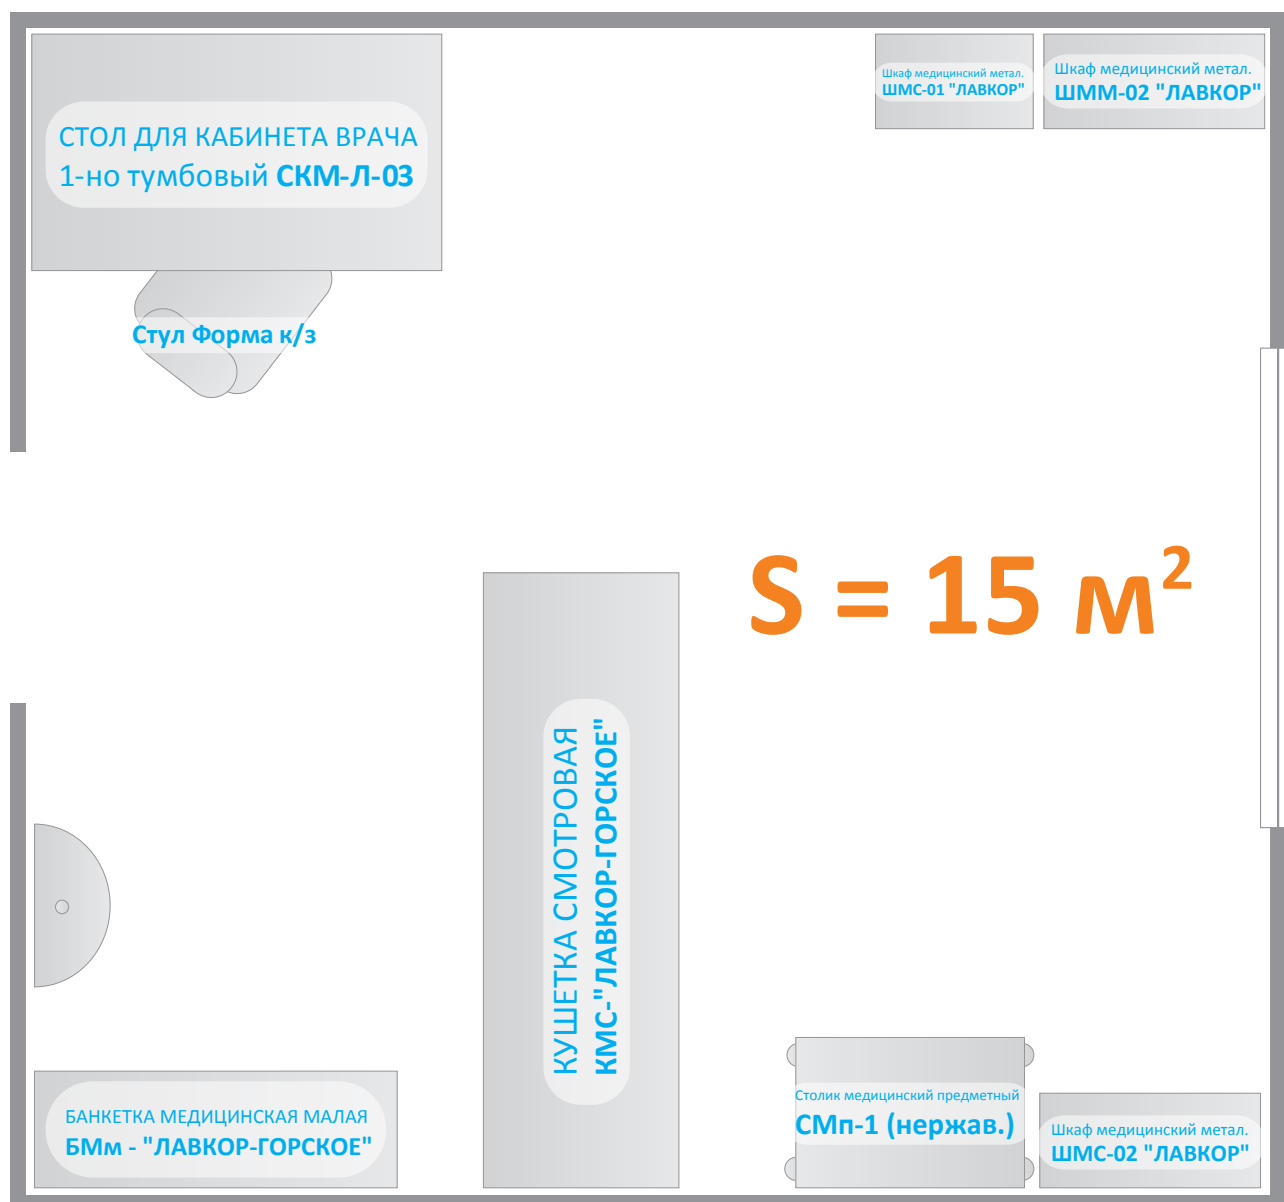 СТОЛ ДЛЯ КАБИНЕТА ВРАЧА
1-но тумбовый СКМ-Л-03
Шкаф медицинский метал.
ШМС-01 "ЛАВКОР"
Шкаф медицинский метал.
ШММ-02 "ЛАВКОР"
Стул Форма к/з
S = 15 м²
КУШЕТКА СМОТРОВАЯ
КМС-"ЛАВКОР-ГОРСКОЕ"
БАНКЕТКА МЕДИЦИНСКАЯ МАЛАЯ
БМм - "ЛАВКОР-ГОРСКОЕ"
Столик медицинский предметный
СМп-1 (нержав.)
Шкаф медицинский метал.
ШМС-02 "ЛАВКОР"